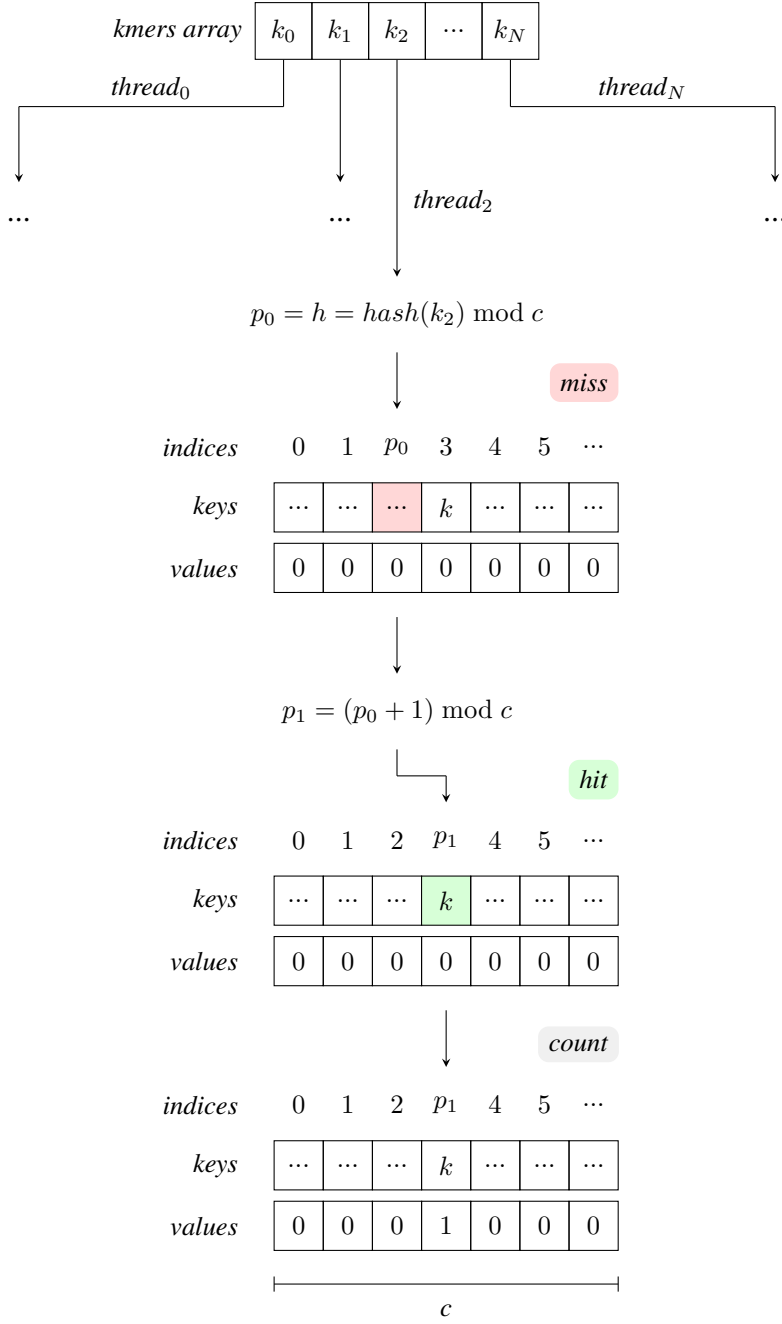 kmers array k₀ k₁ k₂ ... k_N
thread₀ thread_N
... ... thread₂ ...
p₀ = h = hash(k₂) mod c
miss
indices 0 1 p₀ 3 4 5 ...
keys ... ... ... k ... ... ...
values 0 0 0 0 0 0 0
p₁ = (p₀ + 1) mod c
hit
indices 0 1 2 p₁ 4 5 ...
keys ... ... ... k ... ... ...
values 0 0 0 0 0 0 0
count
indices 0 1 2 p₁ 4 5 ...
keys ... ... ... k ... ... ...
values 0 0 0 1 0 0 0
c